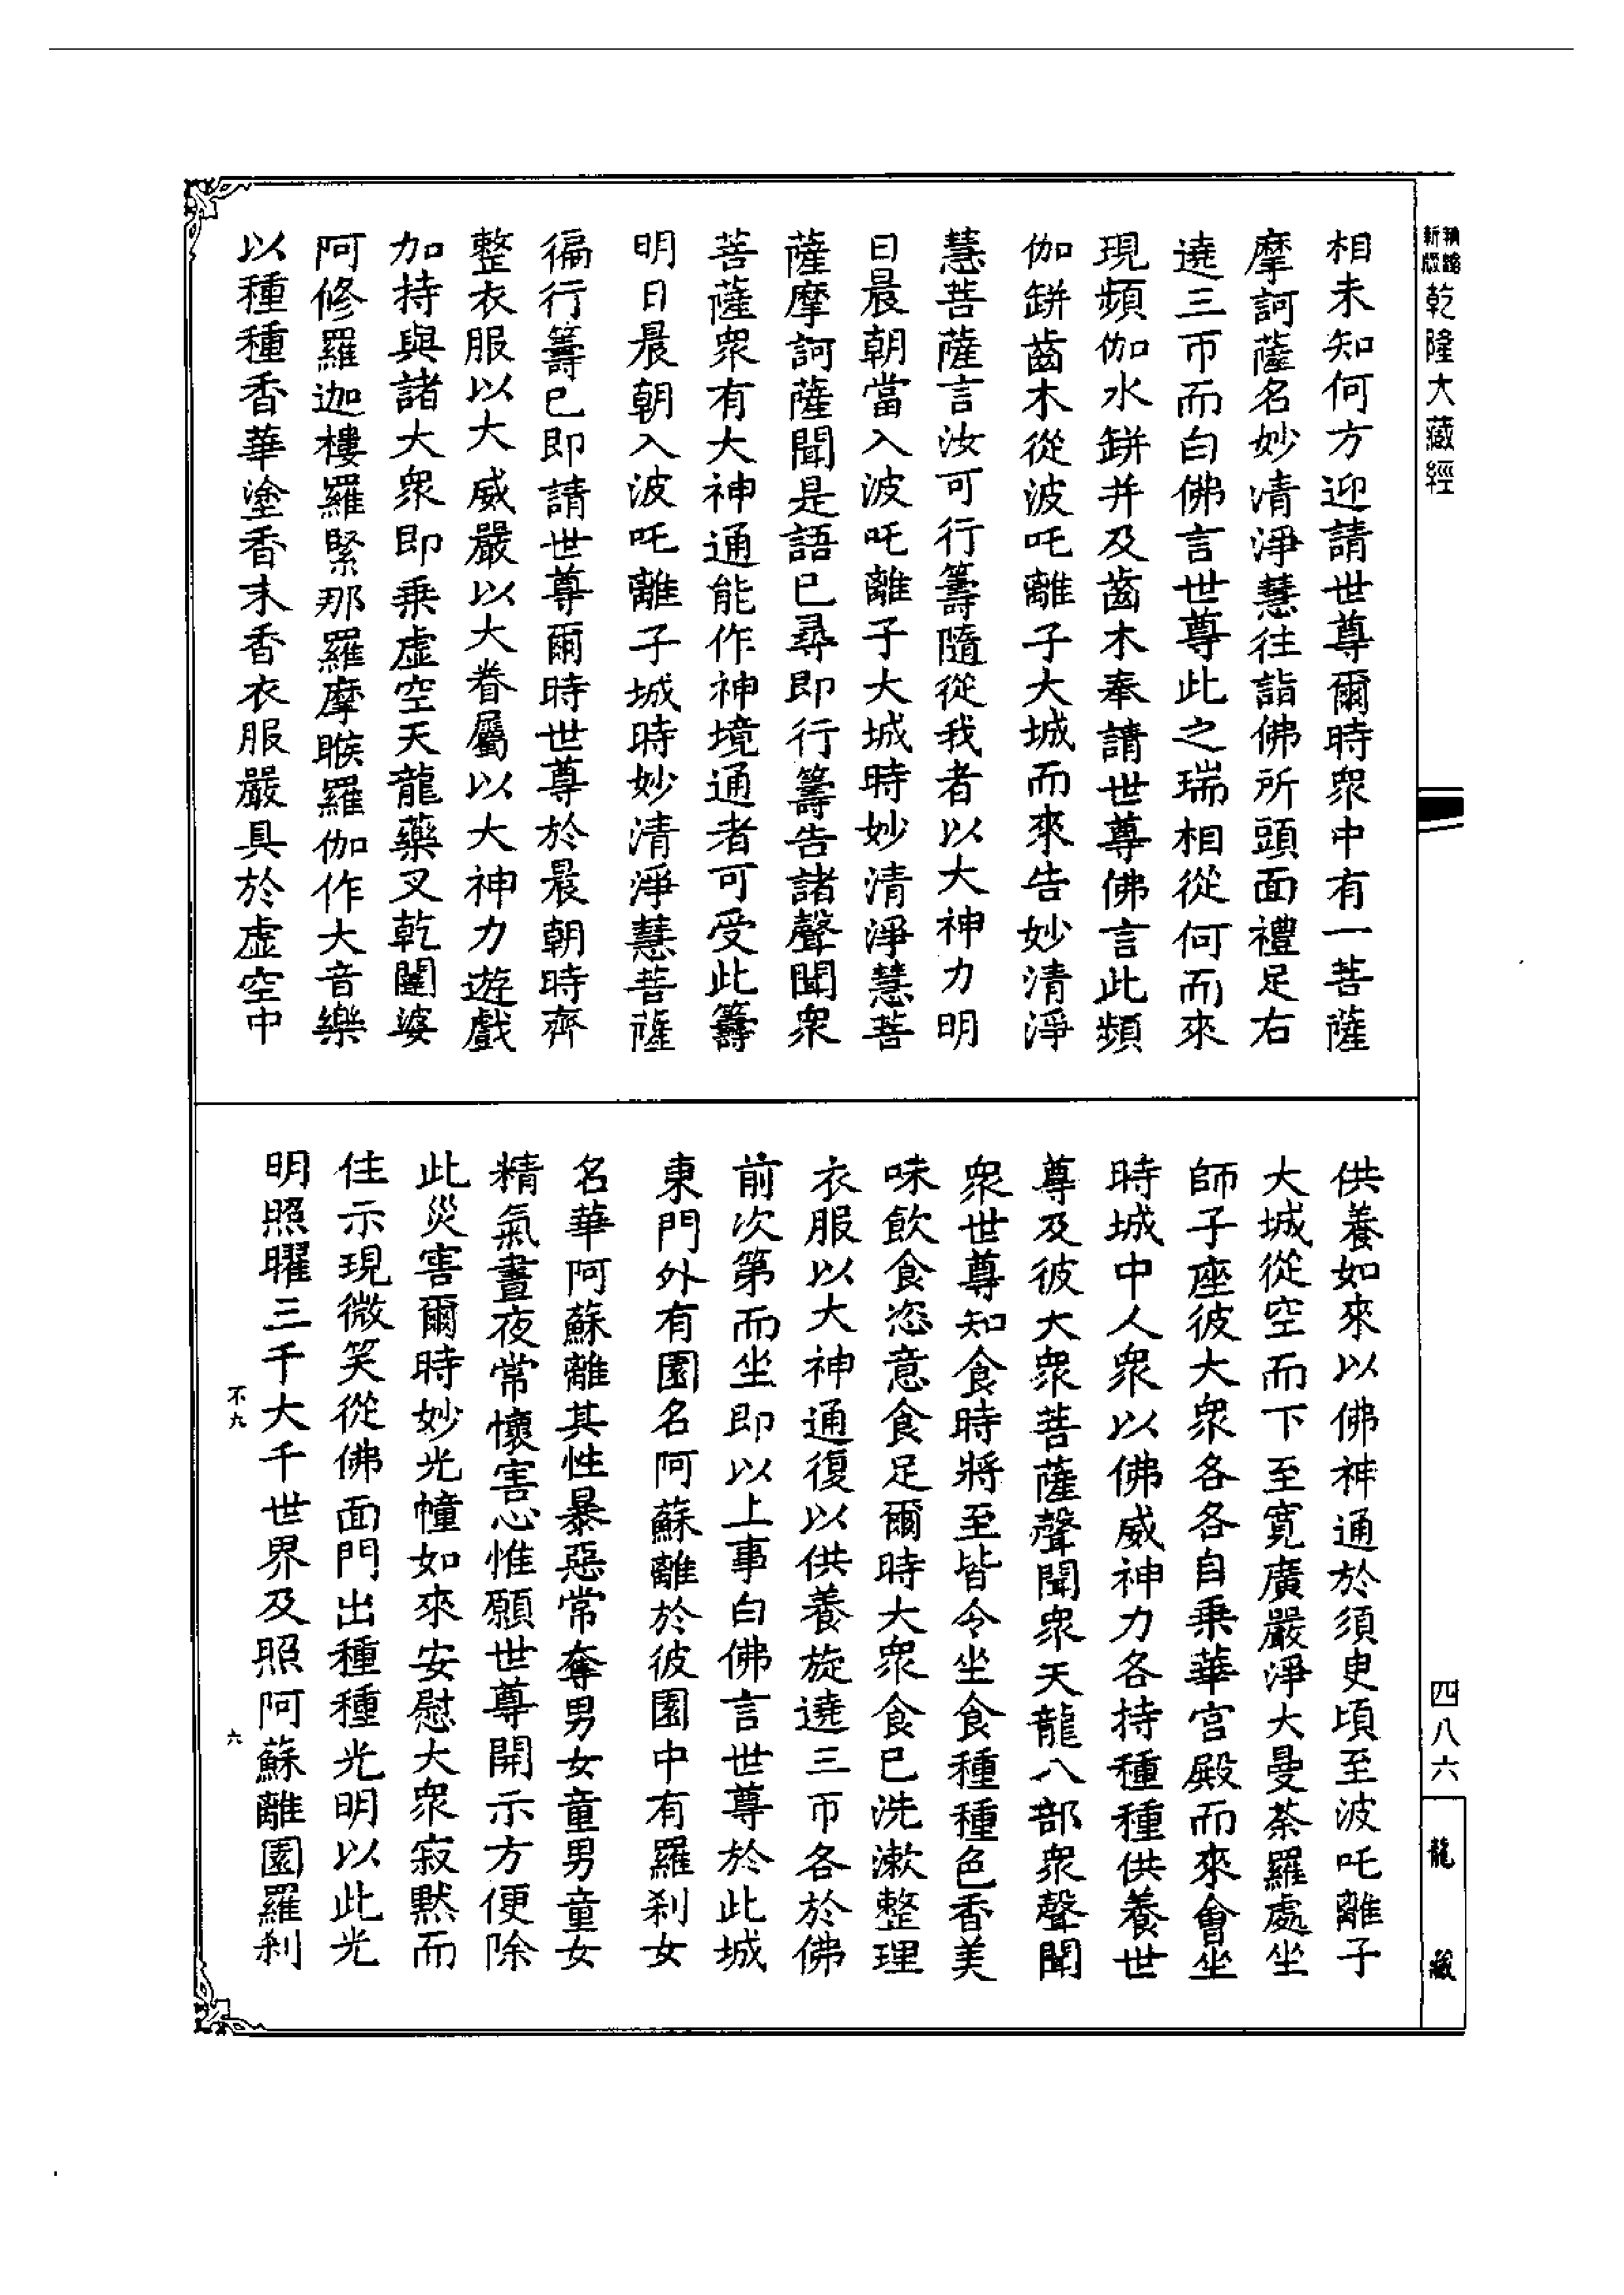 乾隆大藏經
相未知何方迎請世尊爾時衆中有一菩薩
摩訶薩名妙清淨慧往詣佛所頭面禮足右
遶三帀而白佛言世尊此之瑞相從何而來
現頻伽水缾并及齒木奉請世尊佛言此頻
伽缾齒木從波吒離子大城而來告妙清淨
慧菩薩言汝可行籌隨從我者以大神力明
日晨朝當入波吒離子大城時妙清淨慧菩
薩摩訶薩聞是語已尋即行籌告諸聲聞衆
菩薩衆有大神通能作神境通者可受此籌
明日晨朝入波吒離子城時妙清淨慧菩薩
徧行籌已即請世尊爾時世尊於晨朝時齊
整衣服以大威嚴以大眷屬以大神力遊戲
加持與諸大衆即乘虛空天龍藥叉乾闥婆
阿修羅迦樓羅緊那羅摩睺羅伽作大音樂
以種種香華塗香末香衣服嚴具於虛空中
供養如來以佛神通於須臾頃至波吒離子
大城從空而下至寬廣嚴淨大曼荼羅處坐
師子座彼大衆各各自乘華宮殿而來會坐
時城中人衆以佛威神力各持種種供養世
尊及彼大衆菩薩聲聞衆天龍八部衆聲聞
衆世尊知食時將至皆令坐食種種色香美
味飲食恣意食足爾時大衆食已洗漱整理
衣服以大神通復以供養旋遶三帀各於佛
前次第而坐即以上事白佛言世尊於此城
東門外有園名阿蘇離於彼園中有羅刹女
名華阿蘇離其性暴惡常奪男女童男童女
精氣晝夜常懷害心惟願世尊開示方便除
此災害爾時妙光幢如來安慰大衆寂默而
住示現微笑從佛面門出種種光明以此光
明照曜三千大千世界及照阿蘇離園羅刹
不九
六
四八六
龍藏